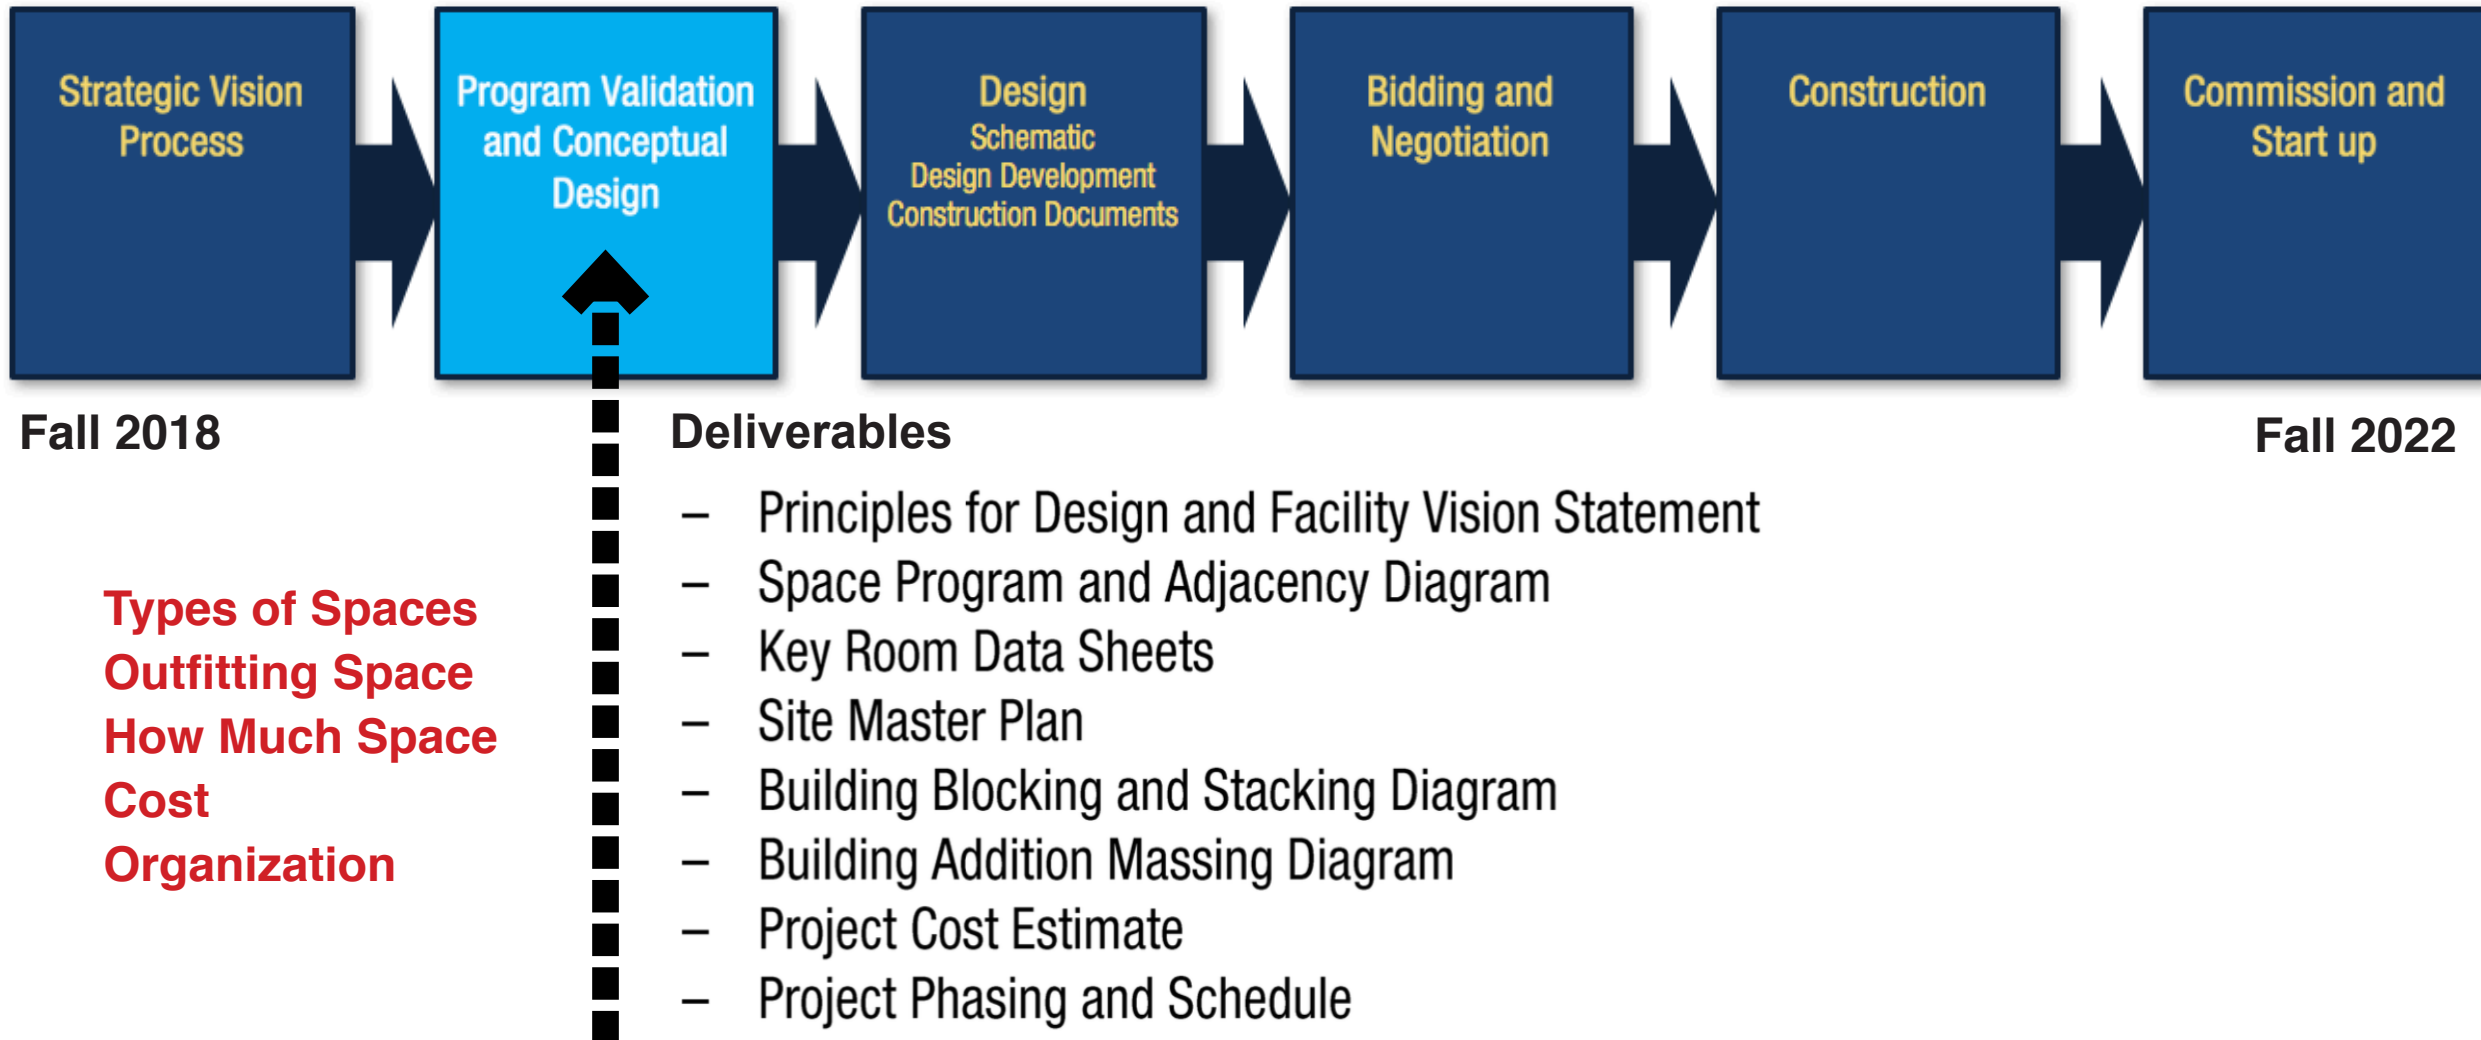 Strategic Vision
Process
Program Validation
and Conceptual
Design
Design
Schematic
Design Development
Construction Documents
Bidding and
Negotiation
Construction
Commission and
Start up
Fall 2018
Fall 2022
Types of Spaces
Outfitting Space
How Much Space
Cost
Organization
Deliverables
– Principles for Design and Facility Vision Statement
– Space Program and Adjacency Diagram
– Key Room Data Sheets
– Site Master Plan
– Building Blocking and Stacking Diagram
– Building Addition Massing Diagram
– Project Cost Estimate
– Project Phasing and Schedule